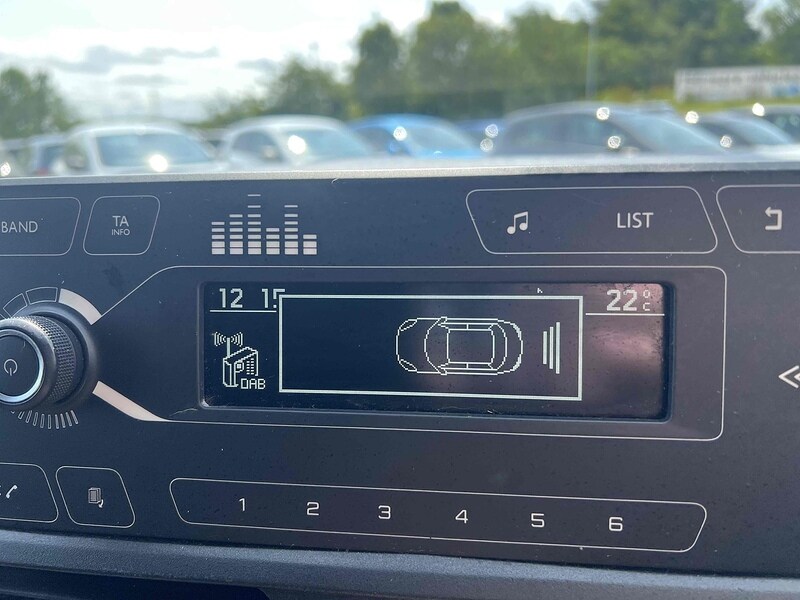 BAND
TA
INFO
LIST
12 15
22 °C
DAB
1 2 3 4 5 6